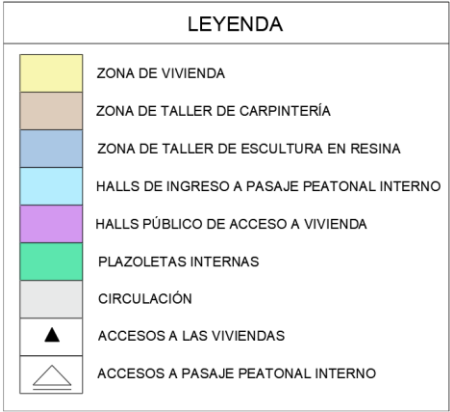 LEYENDA
ZONA DE VIVIENDA
ZONA DE TALLER DE CARPINTERÍA
ZONA DE TALLER DE ESCULTURA EN RESINA
HALLS DE INGRESO A PASAJE PEATONAL INTERNO
HALLS PÚBLICO DE ACCESO A VIVIENDA
PLAZOLETAS INTERNAS
CIRCULACIÓN
ACCESOS A LAS VIVIENDAS
ACCESOS A PASAJE PEATONAL INTERNO